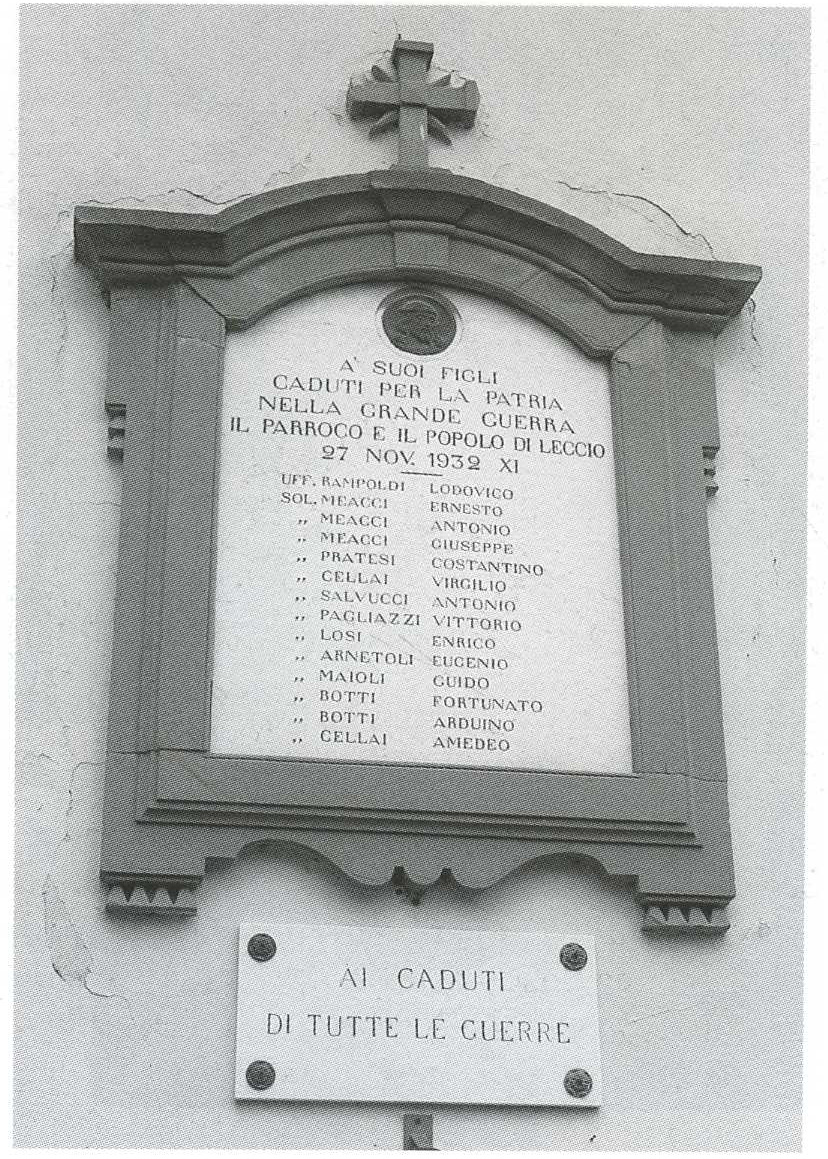 A' SUOI FIGLI
CADUTI PER LA PATRIA
NELLA GRANDE GUERRA
IL PARROCO E IL POPOLO DI LECCIO
27 NOV. 1932 XI
UFF. RAMPOLDI LODOVICO
SOL. MEACCI ERNESTO
„ MEACCI ANTONIO
„ MEACCI GIUSEPPE
„ PRATESI COSTANTINO
„ CELLAI VIRGILIO
„ SALVUCCI ANTONIO
„ PAGLIAZZI VITTORIO
„ LOSI ENRICO
„ ARNETOLI EUGENIO
„ MAIOLI GUIDO
„ BOTTI FORTUNATO
„ BOTTI ARDUINO
„ CELLAI AMEDEO
AI CADUTI
DI TUTTE LE GUERRE